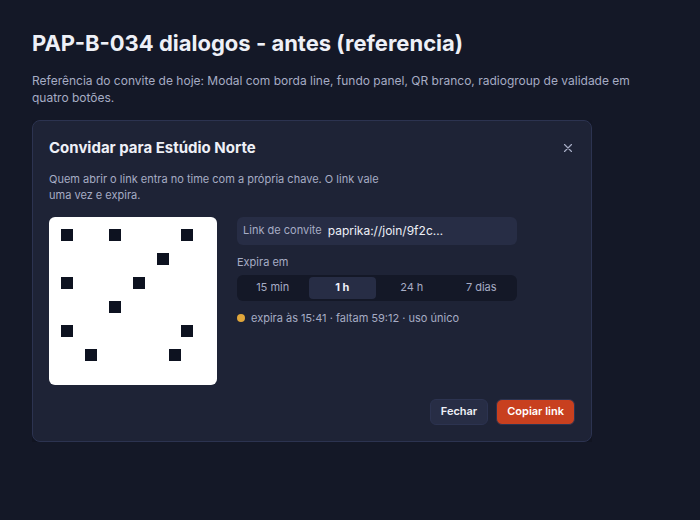 PAP-B-034 dialogos - antes (referencia)
Referência do convite de hoje: Modal com borda line, fundo panel, QR branco, radiogroup de validade em
quatro botões.
Convidar para Estúdio Norte
Quem abrir o link entra no time com a própria chave. O link vale
uma vez e expira.
Link de convite paprika://join/9f2c...
Expira em
15 min 1 h 24 h 7 dias
expira às 15:41 · faltam 59:12 · uso único
Fechar Copiar link